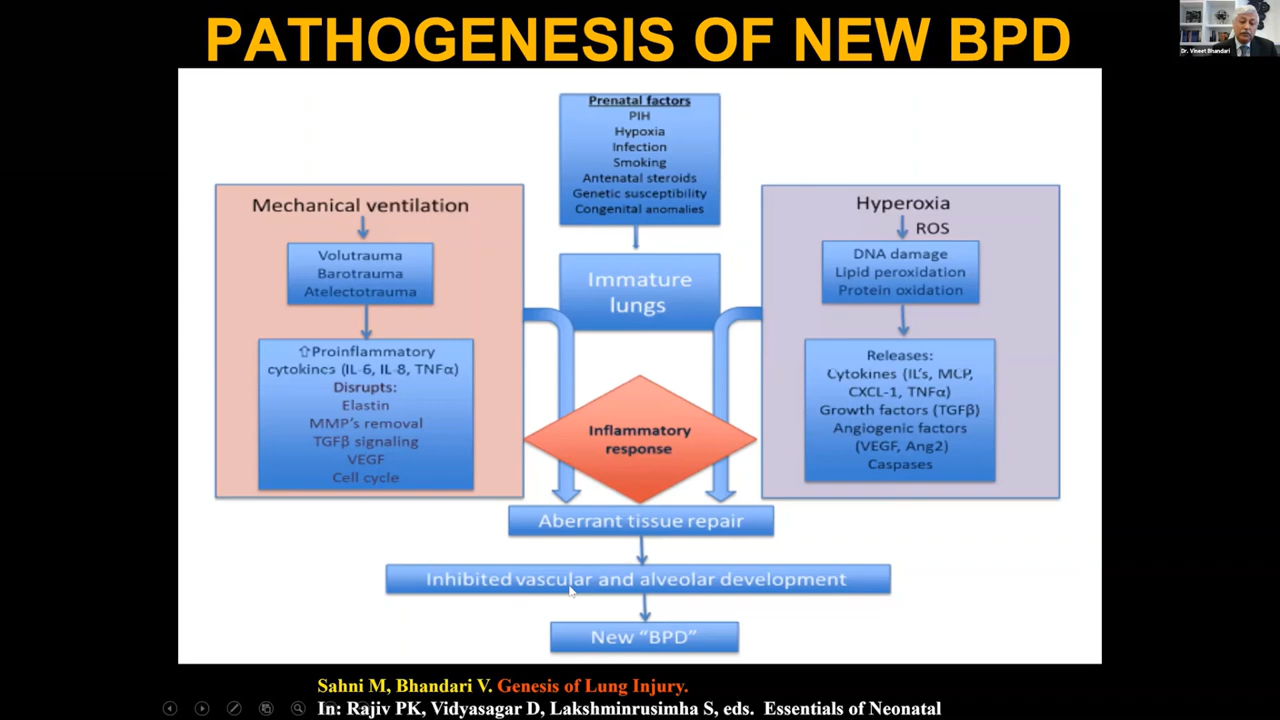 PATHOGENESIS OF NEW BPD
Dr. Vineet Bhandari
Prenatal factors
PIH
Hypoxia
Infection
Smoking
Antenatal steroids
Genetic susceptibility
Congenital anomalies
Mechanical ventilation
Volutrauma
Barotrauma
Atelectotrauma
⇧Proinflammatory
cytokines (IL-6, IL-8, TNFα)
Disrupts:
Elastin
MMP's removal
TGFβ signaling
VEGF
Cell cycle
Immature
lungs
Hyperoxia
ROS
DNA damage
Lipid peroxidation
Protein oxidation
Releases:
Cytokines (IL's, MCP,
CXCL-1, TNFα)
Growth factors (TGFβ)
Angiogenic factors
(VEGF, Ang2)
Caspases
Inflammatory
response
Aberrant tissue repair
Inhibited vascular and alveolar development
New “BPD”
Sahni M, Bhandari V. Genesis of Lung Injury.
In: Rajiv PK, Vidyasagar D, Lakshminrusimha S, eds. Essentials of Neonatal